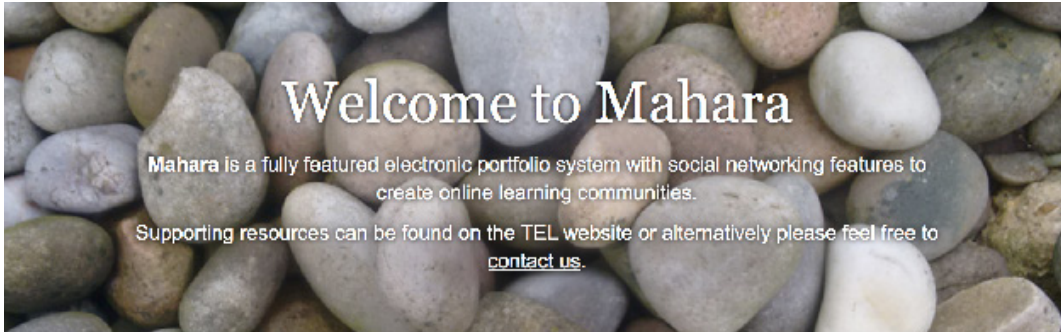 Welcome to Mahara
Mahara is a fully featured electronic portfolio system with social networking features to
create online learning communities.
Supporting resources can be found on the TEL website or alternatively please feel free to
contact us.